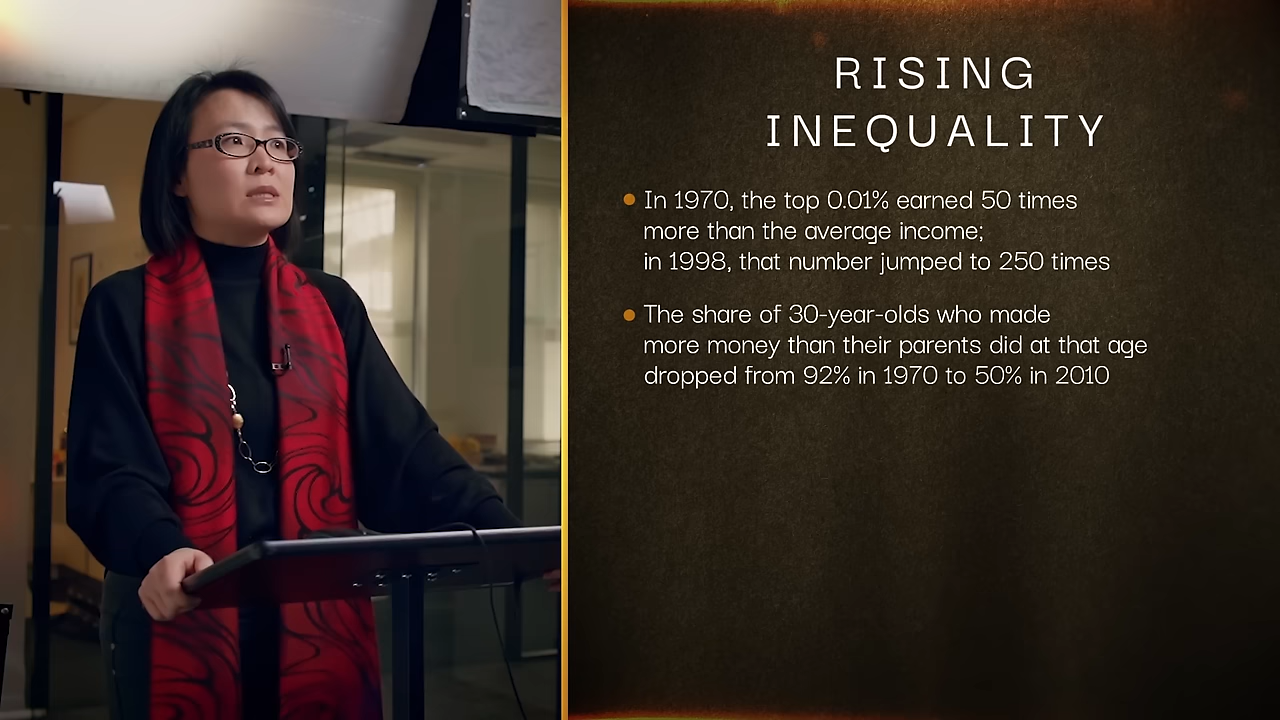 RISING
INEQUALITY
In 1970, the top 0.01% earned 50 times
more than the average income;
in 1998, that number jumped to 250 times
The share of 30-year-olds who made
more money than their parents did at that age
dropped from 92% in 1970 to 50% in 2010